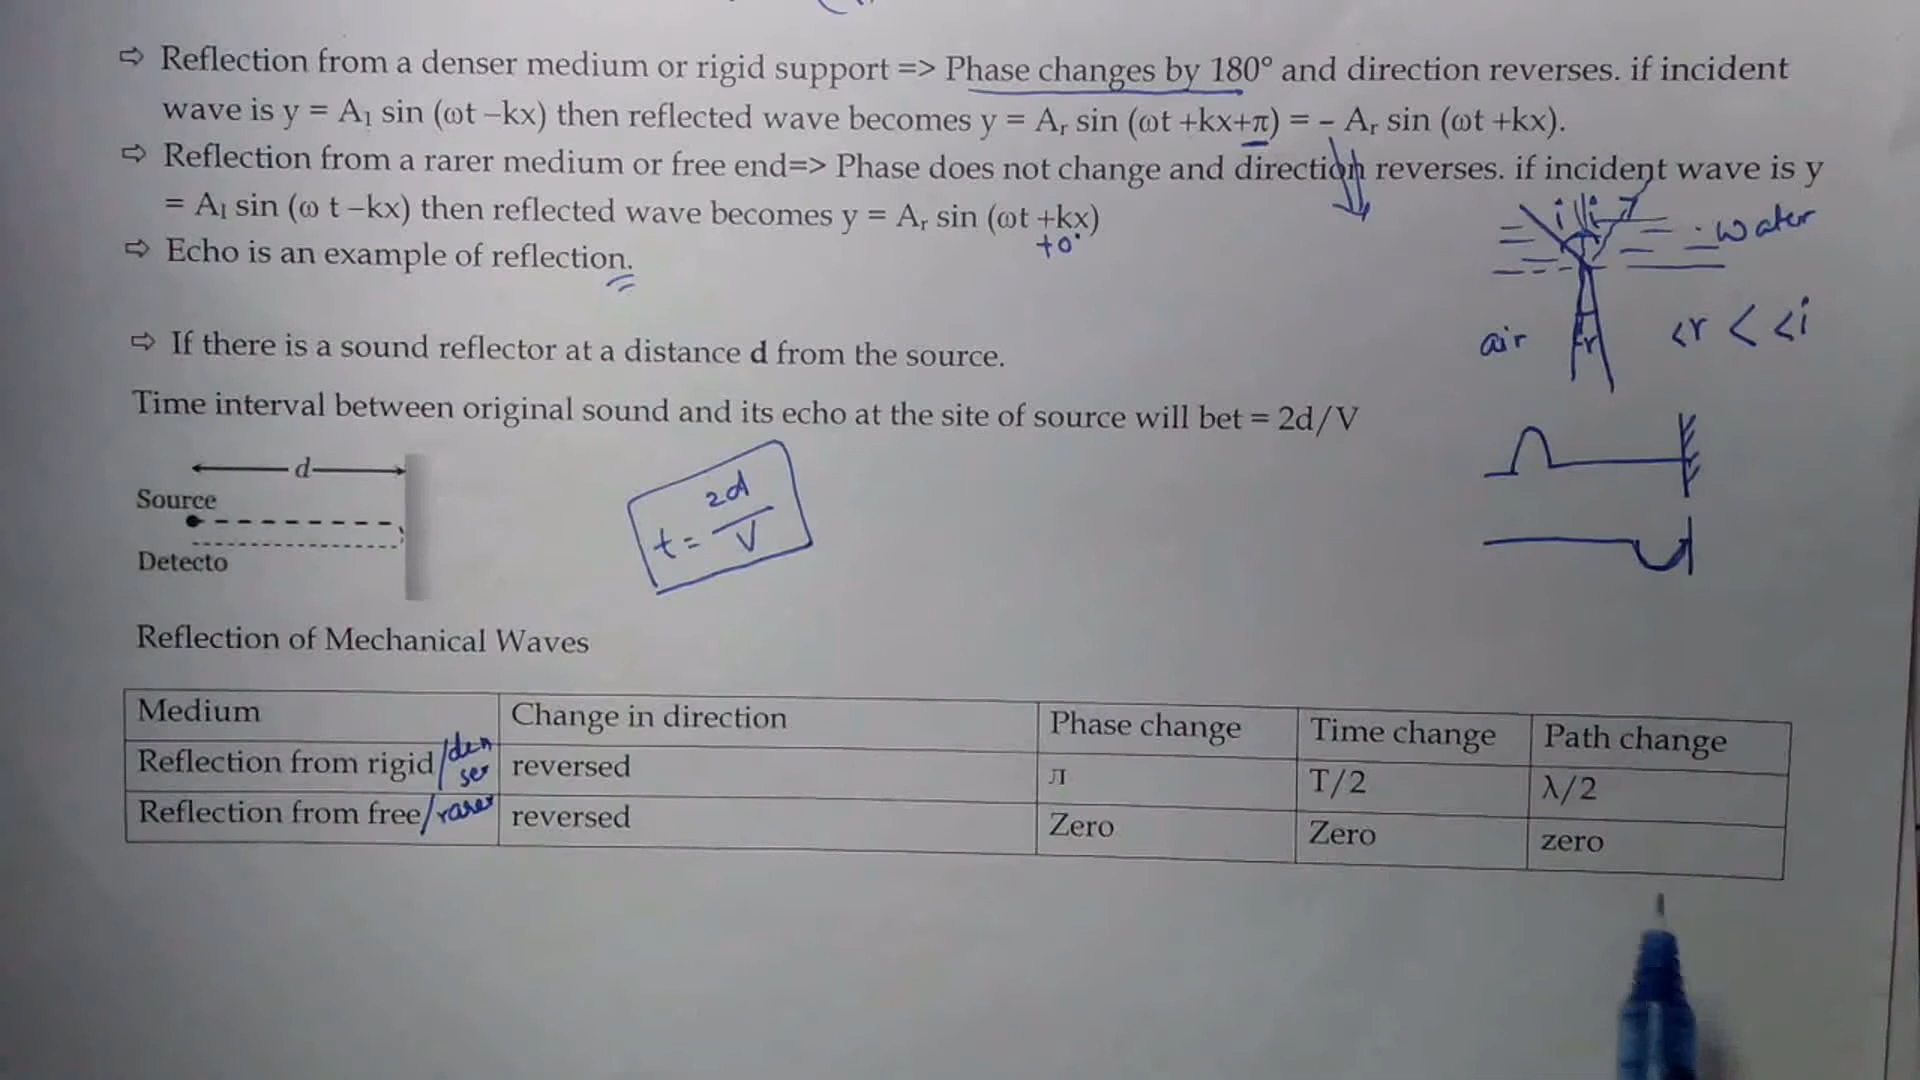 ⇨ Reflection from a denser medium or rigid support => Phase changes by 180° and direction reverses. if incident
wave is y = A₁ sin (ωt –kx) then reflected wave becomes y = Aᵣ sin (ωt +kx+π) = – Aᵣ sin (ωt +kx).
⇨ Reflection from a rarer medium or free end=> Phase does not change and direction reverses. if incident wave is y
= A₁ sin (ω t –kx) then reflected wave becomes y = Aᵣ sin (ωt +kx)
+0°
⇨ Echo is an example of reflection.
i i
water
air r <r < <i
⇨ If there is a sound reflector at a distance d from the source.
Time interval between original sound and its echo at the site of source will bet = 2d/V
d
Source
Detecto
t = 2d/V
Reflection of Mechanical Waves
Medium Change in direction Phase change Time change Path change
Reflection from rigid /denser reversed π T/2 λ/2
Reflection from free /rarer reversed Zero Zero zero